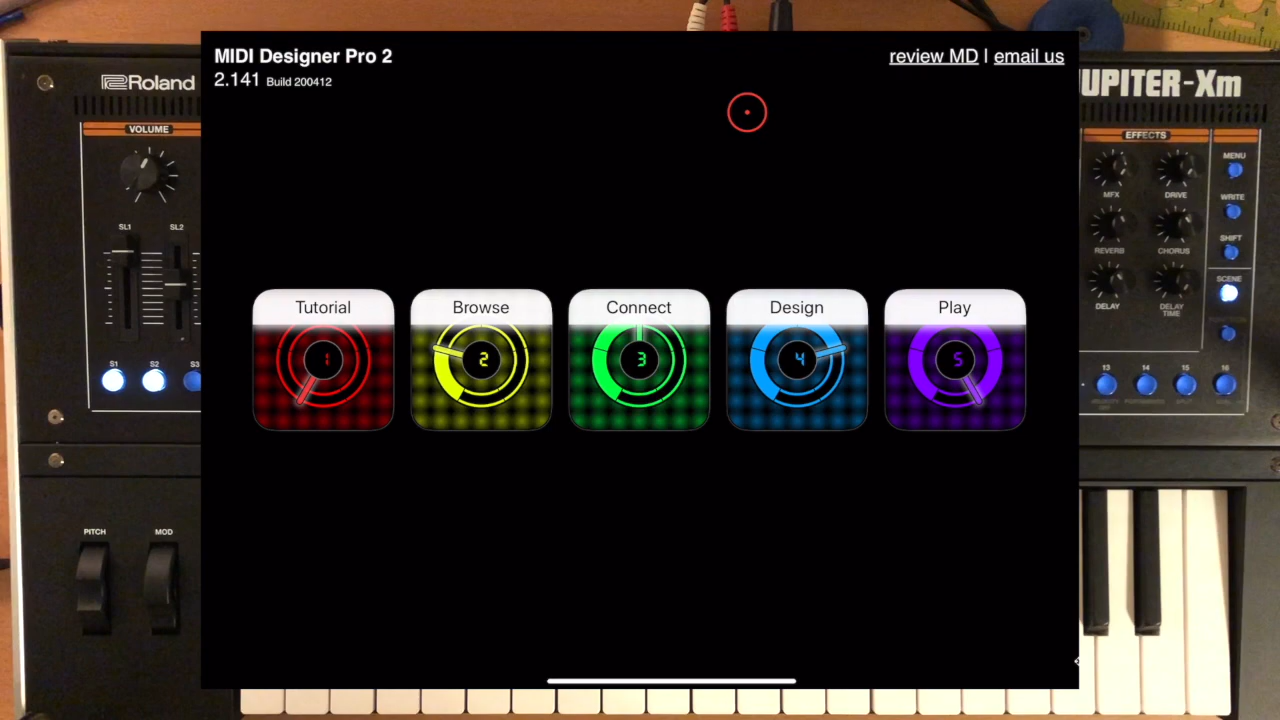 MIDI Designer Pro 2
2.141 Build 200412
review MD | email us
Roland
JUPITER-Xm
VOLUME
SL1 SL2
S1 S2 S3
PITCH MOD
EFFECTS
MFX DRIVE
REVERB CHORUS
DELAY DELAY TIME
MENU
WRITE
SHIFT
SCENE
13 14 15 16
Tutorial
1
Browse
2
Connect
3
Design
4
Play
5